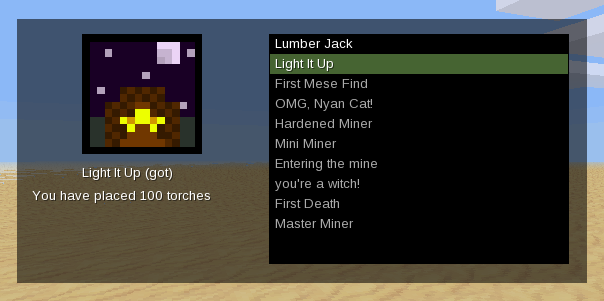 Light It Up (got)
You have placed 100 torches
Lumber Jack
Light It Up
First Mese Find
OMG, Nyan Cat!
Hardened Miner
Mini Miner
Entering the mine
you're a witch!
First Death
Master Miner